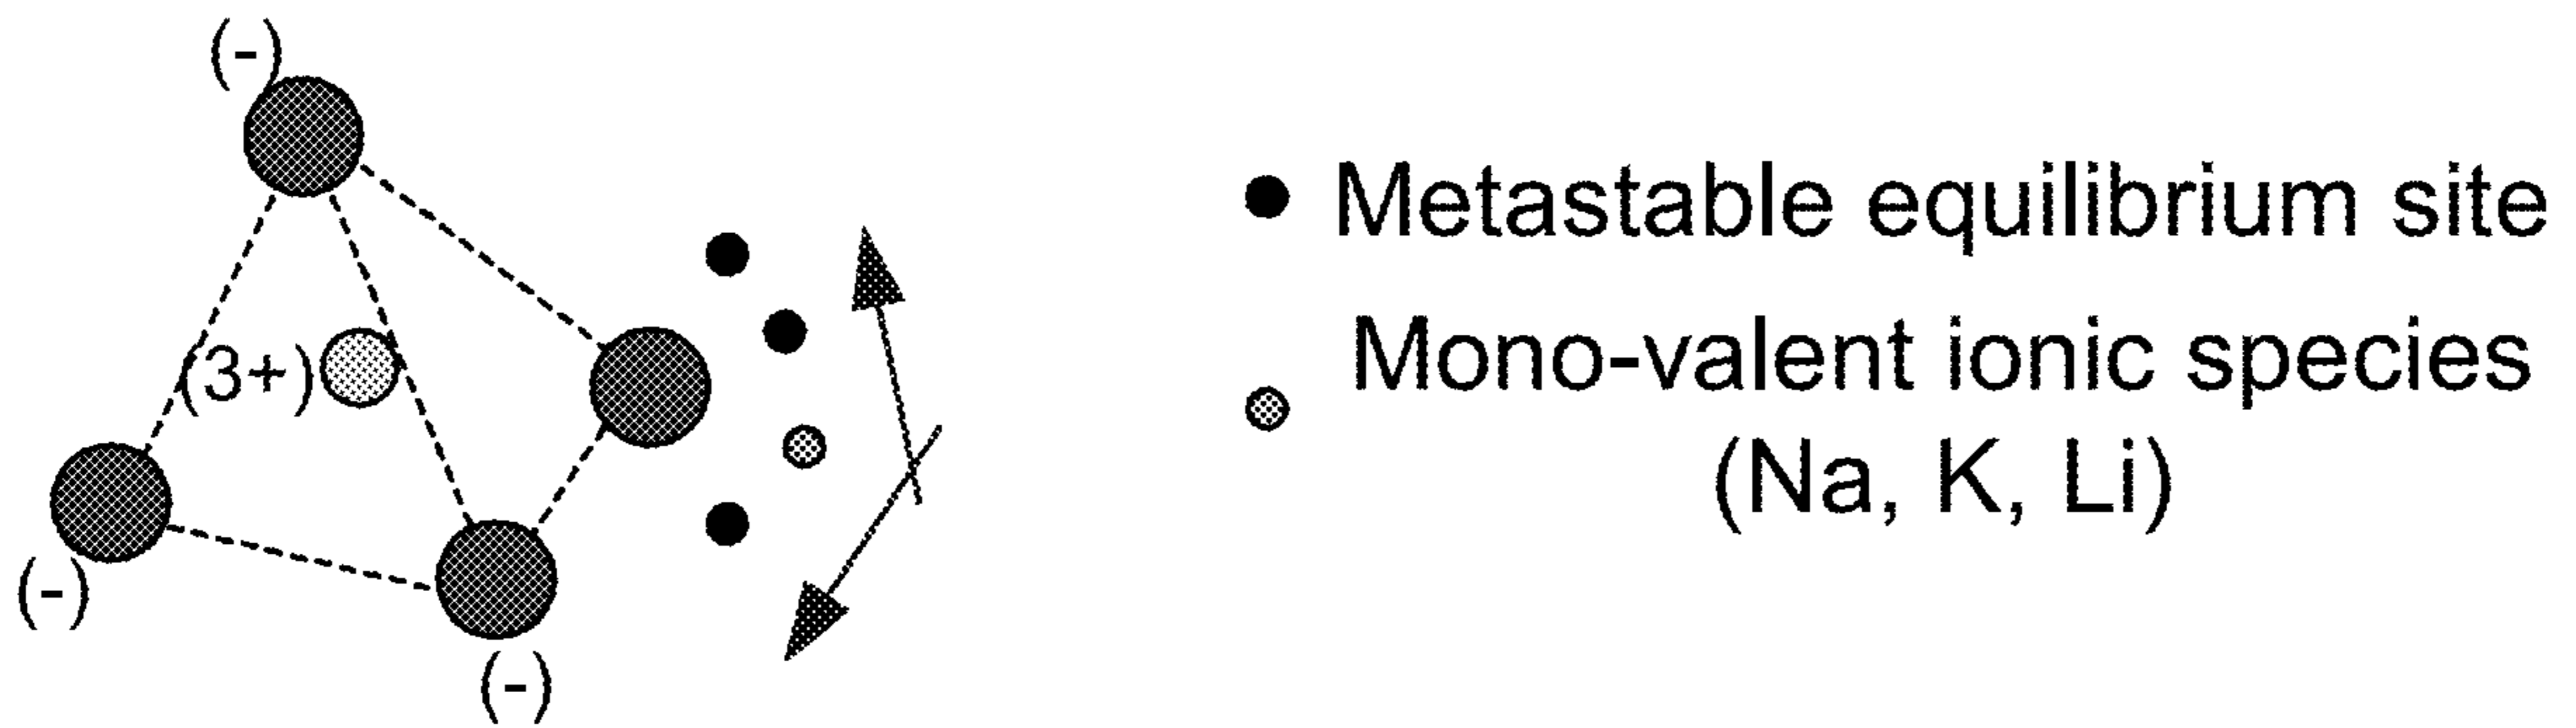 (-)
(3+)
(-)
(-)
Metastable equilibrium site
Mono-valent ionic species
(Na, K, Li)